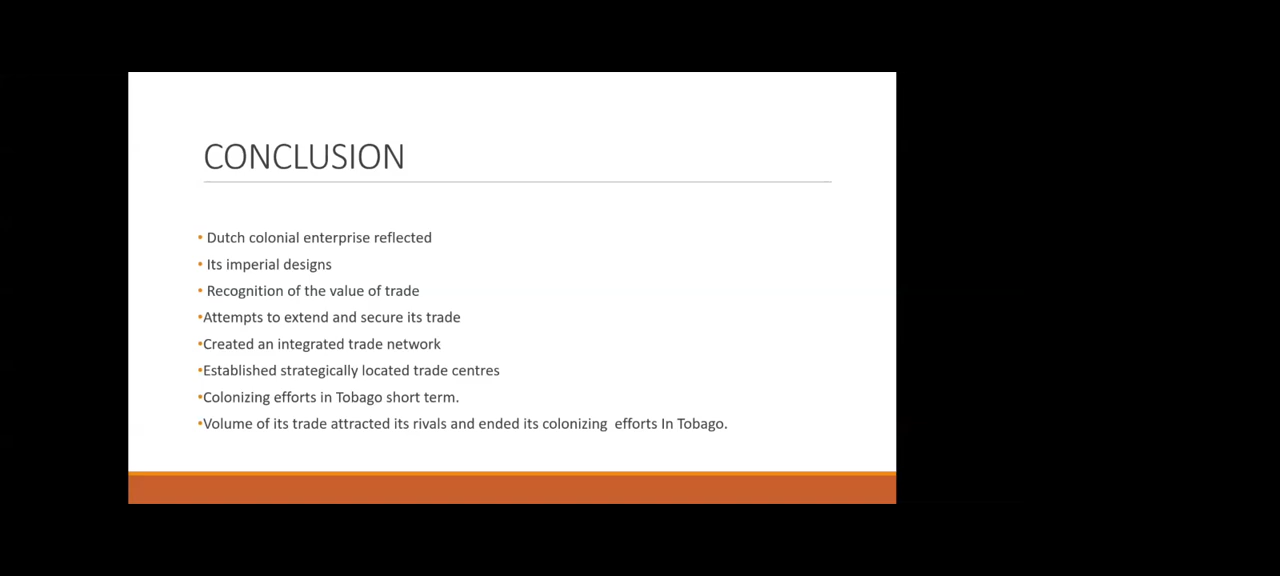 CONCLUSION
• Dutch colonial enterprise reflected
• Its imperial designs
• Recognition of the value of trade
•Attempts to extend and secure its trade
•Created an integrated trade network
•Established strategically located trade centres
•Colonizing efforts in Tobago short term.
•Volume of its trade attracted its rivals and ended its colonizing  efforts In Tobago.